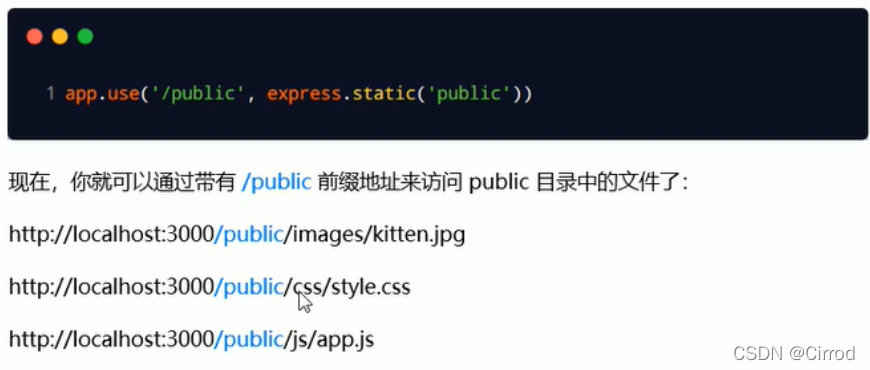 1 app.use('/public', express.static('public'))
现在，你就可以通过带有 /public 前缀地址来访问 public 目录中的文件了：
http://localhost:3000/public/images/kitten.jpg
http://localhost:3000/public/css/style.css
http://localhost:3000/public/js/app.js
CSDN @Cirrod